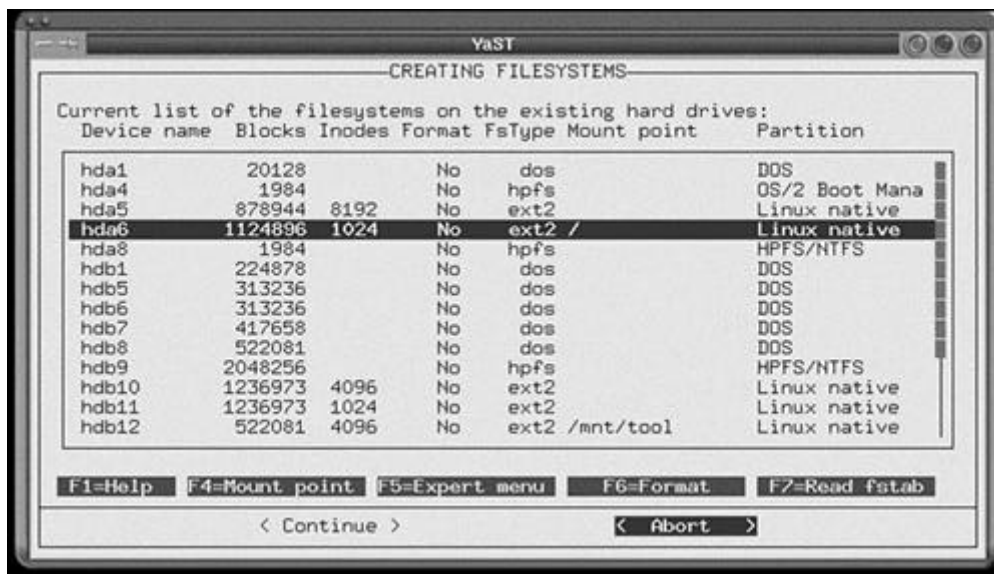 YaST
CREATING FILESYSTEMS
Current list of the filesystems on the existing hard drives:
Device name Blocks Inodes Format FsType Mount point Partition
hda1 20128 No dos DOS
hda4 1984 No hpfs OS/2 Boot Mana
hda5 878944 8192 No ext2 Linux native
hda6 1124896 1024 No ext2 / Linux native
hda8 1984 No hpfs HPFS/NTFS
hdb1 224878 No dos DOS
hdb5 313236 No dos DOS
hdb6 313236 No dos DOS
hdb7 417658 No dos DOS
hdb8 522081 No dos DOS
hdb9 2048256 No hpfs HPFS/NTFS
hdb10 1236973 4096 No ext2 Linux native
hdb11 1236973 1024 No ext2 Linux native
hdb12 522081 4096 No ext2 /mnt/tool Linux native
F1=Help F4=Mount point F5=Expert menu F6=Format F7=Read fstab
< Continue > < Abort >